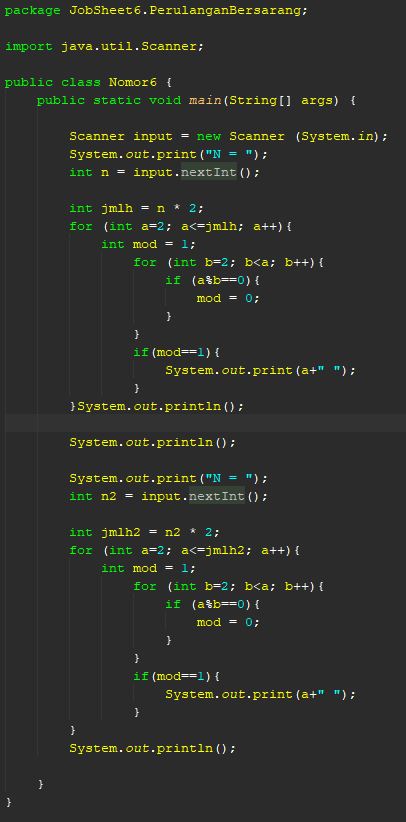 package JobSheet6.PerulanganBersarang;
import java.util.Scanner;
public class Nomor6 {
public static void main(String[] args) {
Scanner input = new Scanner (System.in);
System.out.print("N = ");
int n = input.nextInt();
int jmlh = n * 2;
for (int a=2; a<=jmlh; a++){
int mod = 1;
for (int b=2; b<a; b++){
if (a%b==0){
mod = 0;
}
}
if(mod==1){
System.out.print(a+" ");
}
}System.out.println();
System.out.println();
System.out.print("N = ");
int n2 = input.nextInt();
int jmlh2 = n2 * 2;
for (int a=2; a<=jmlh2; a++){
int mod = 1;
for (int b=2; b<a; b++){
if (a%b==0){
mod = 0;
}
}
if(mod==1){
System.out.print(a+" ");
}
}
System.out.println();
}
}